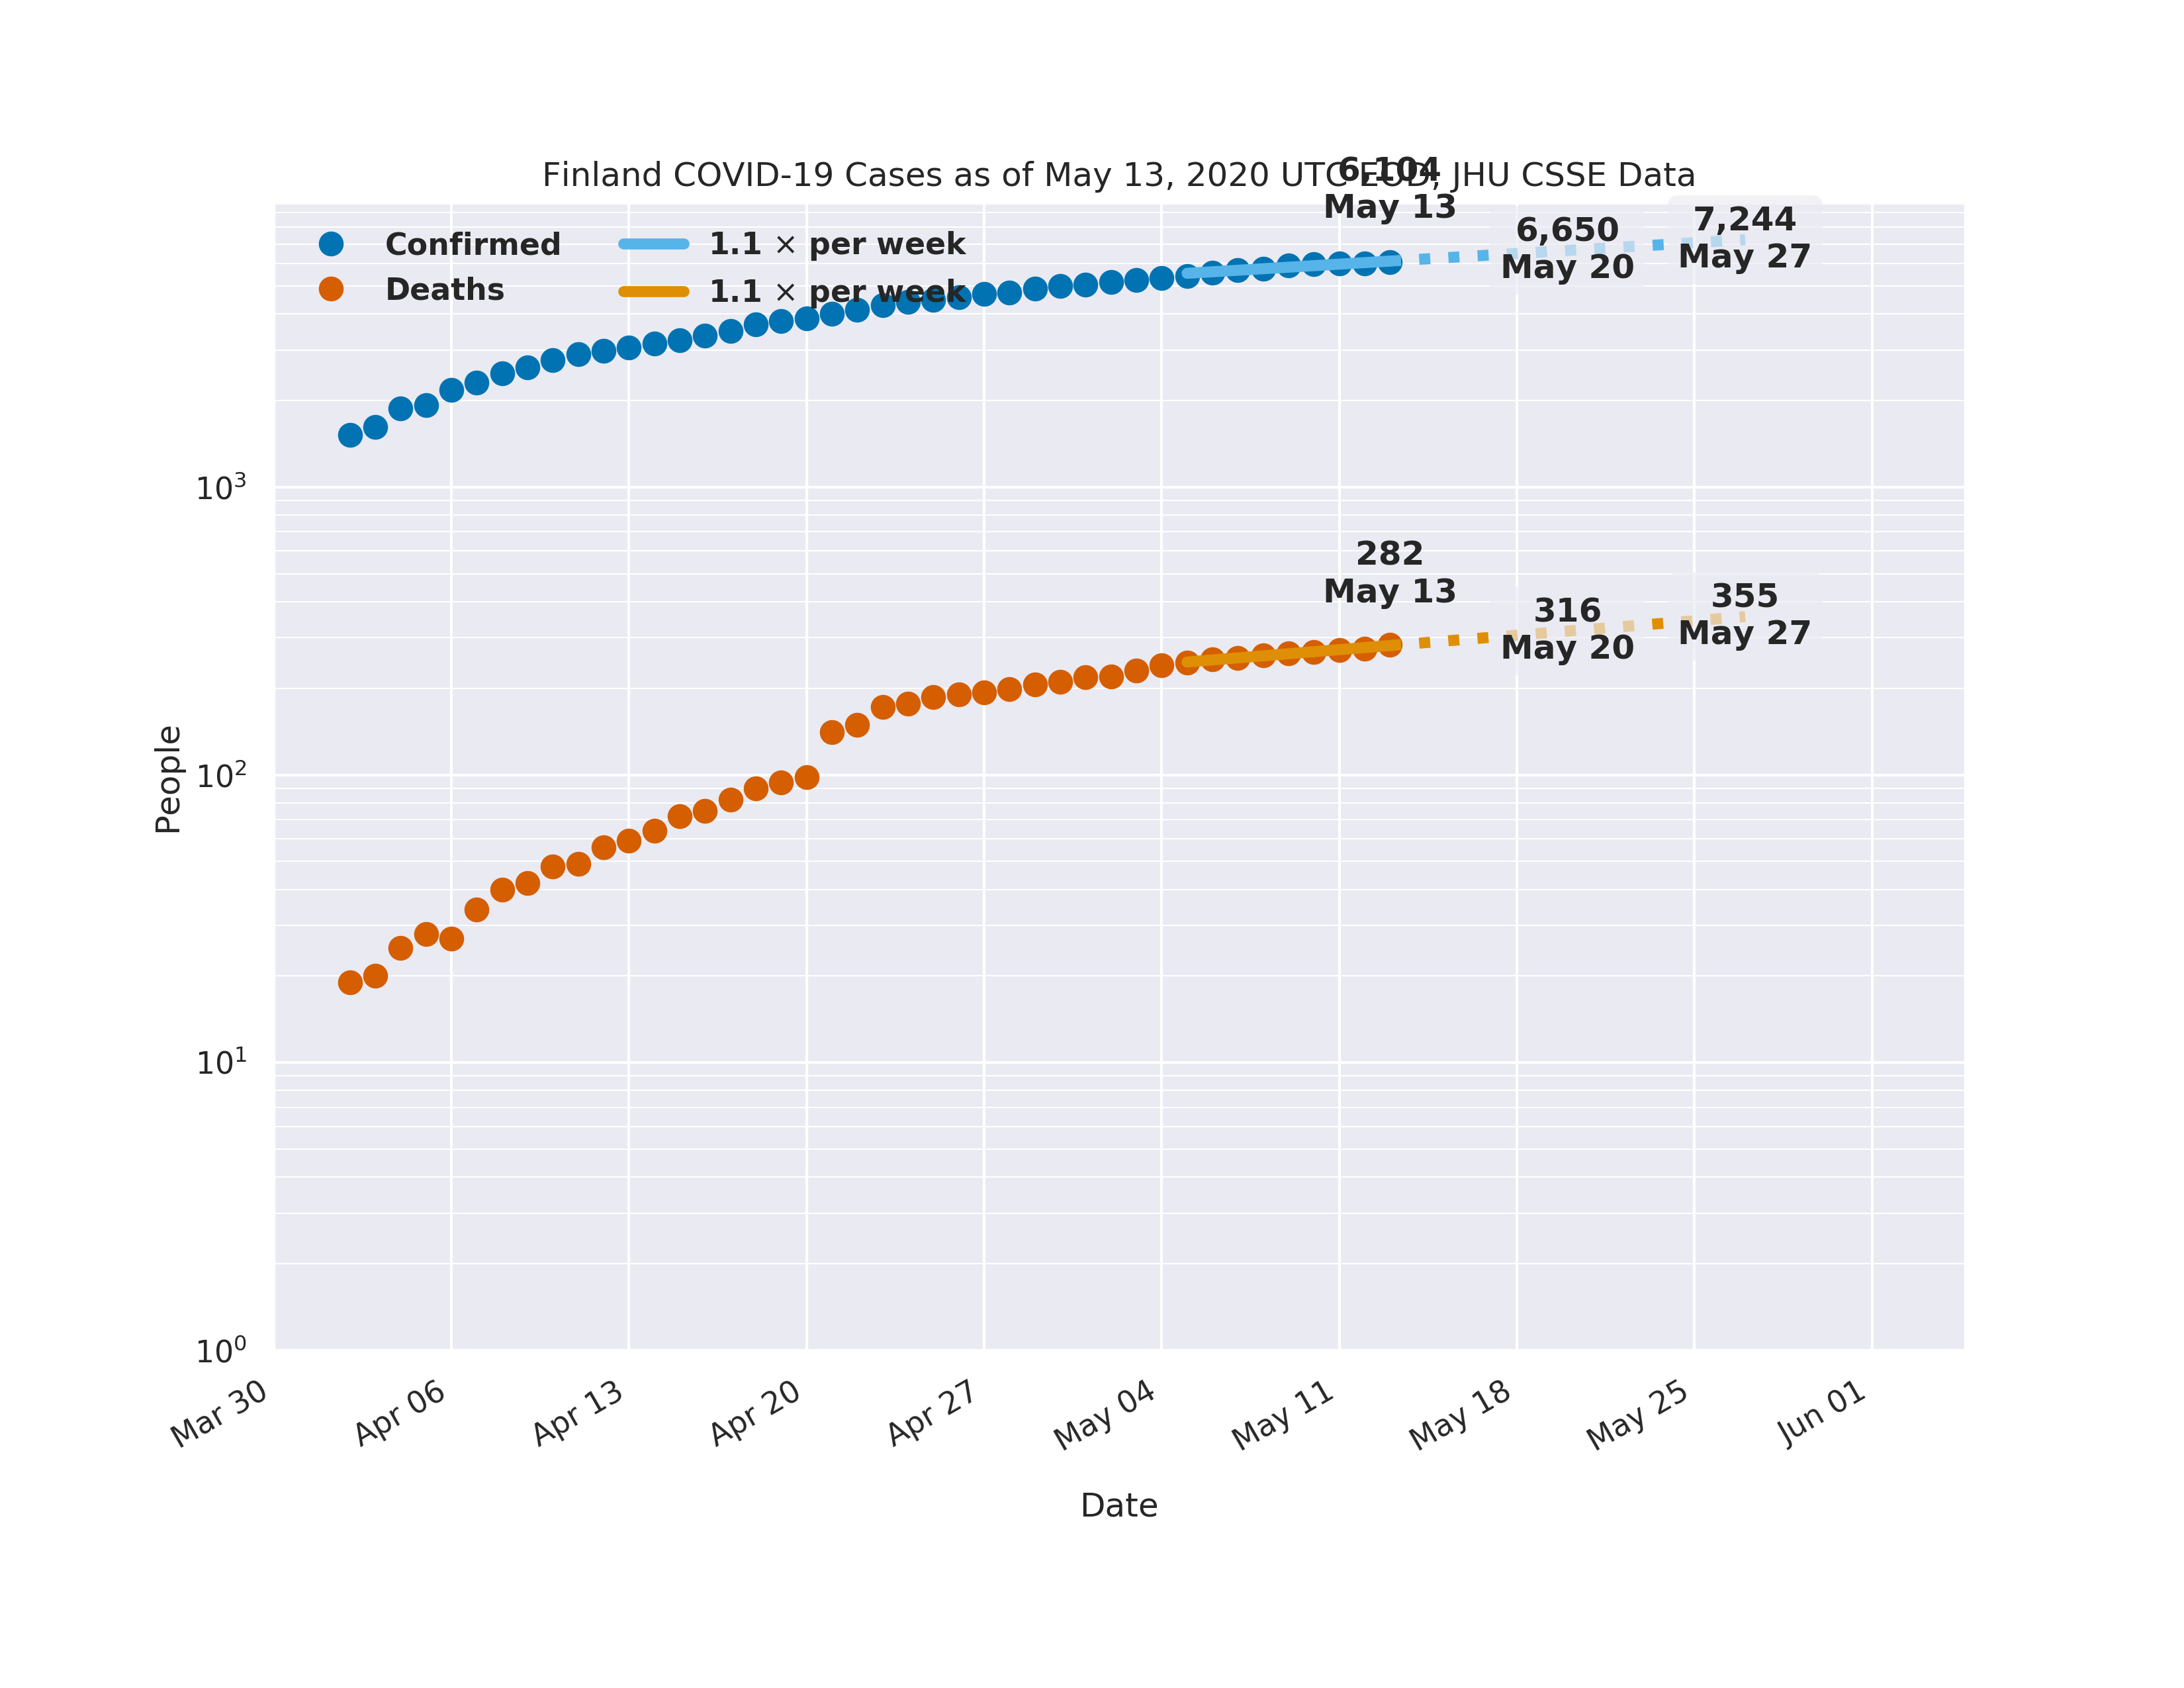 Finland COVID-19 Cases as of May 13, 2020 UTC EOD, JHU CSSE Data
6,104
May 13
6,650
May 20
7,244
May 27
Confirmed
Deaths
1.1 × per week
1.1 × per week
282
May 13
316
May 20
355
May 27
People
10³
10²
10¹
10⁰
Mar 30
Apr 06
Apr 13
Apr 20
Apr 27
May 04
May 11
May 18
May 25
Jun 01
Date